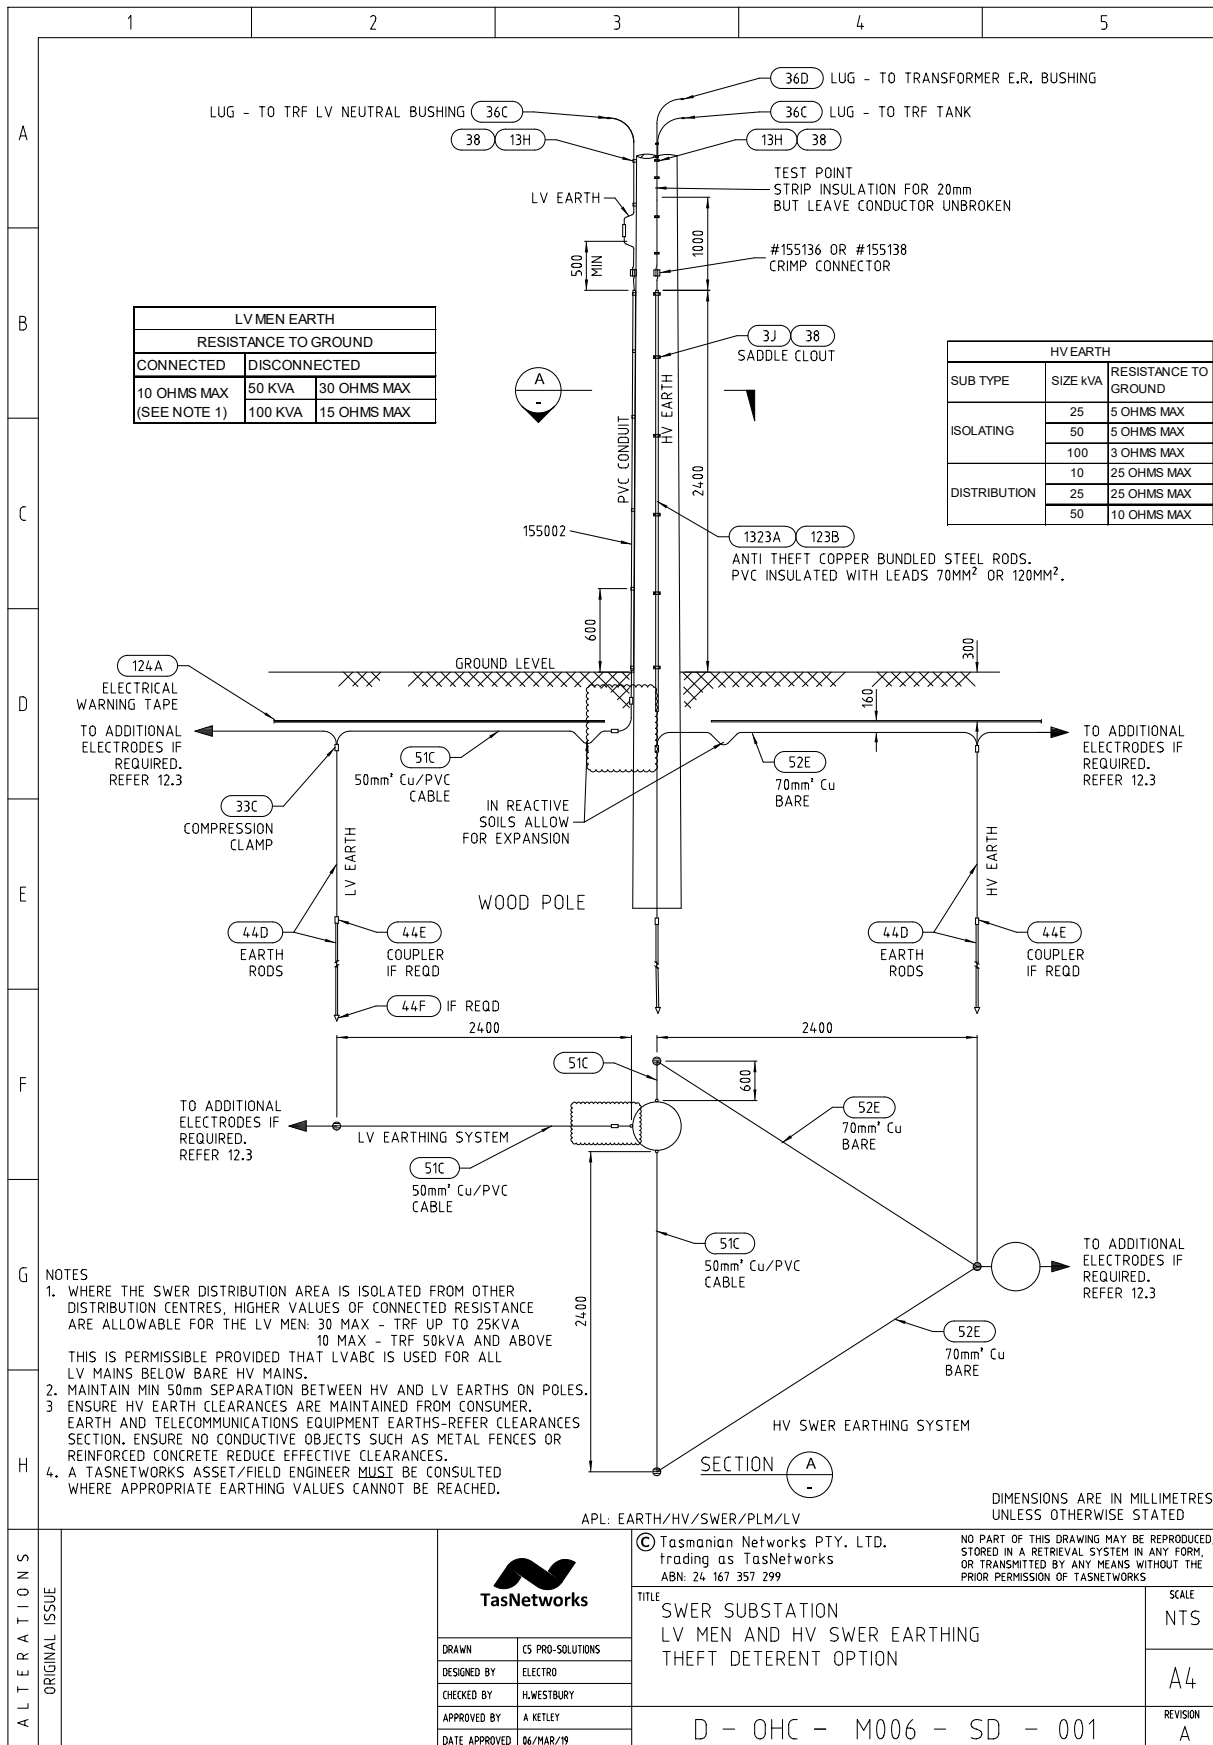 1 2 3 4 5
A
B
C
D
E
F
G
H
36D LUG - TO TRANSFORMER E.R. BUSHING
LUG - TO TRF LV NEUTRAL BUSHING 36C
36C LUG - TO TRF TANK
38 13H
13H 38
TEST POINT
STRIP INSULATION FOR 20mm
BUT LEAVE CONDUCTOR UNBROKEN
LV EARTH
500
MIN
1000
#155136 OR #155138
CRIMP CONNECTOR
LV MEN EARTH
RESISTANCE TO GROUND
CONNECTED DISCONNECTED
10 OHMS MAX
(SEE NOTE 1)
50 KVA 30 OHMS MAX
100 KVA 15 OHMS MAX
3J 38
SADDLE CLOUT
A
-
HV EARTH
SUB TYPE SIZE kVA RESISTANCE TO
GROUND
ISOLATING
25 5 OHMS MAX
50 5 OHMS MAX
100 3 OHMS MAX
DISTRIBUTION
10 25 OHMS MAX
25 25 OHMS MAX
50 10 OHMS MAX
PVC CONDUIT
HV EARTH
2400
155002
1323A 123B
ANTI THEFT COPPER BUNDLED STEEL RODS.
PVC INSULATED WITH LEADS 70MM² OR 120MM².
600
300
GROUND LEVEL
160
124A
ELECTRICAL
WARNING TAPE
TO ADDITIONAL
ELECTRODES IF
REQUIRED.
REFER 12.3
51C
50mm² Cu/PVC
CABLE
52E
70mm² Cu
BARE
TO ADDITIONAL
ELECTRODES IF
REQUIRED.
REFER 12.3
33C
COMPRESSION
CLAMP
IN REACTIVE
SOILS ALLOW
FOR EXPANSION
LV EARTH
HV EARTH
WOOD POLE
44D
EARTH
RODS
44E
COUPLER
IF REQD
44D
EARTH
RODS
44E
COUPLER
IF REQD
44F IF REQD
2400
2400
51C
600
TO ADDITIONAL
ELECTRODES IF
REQUIRED.
REFER 12.3
LV EARTHING SYSTEM
51C
50mm² Cu/PVC
CABLE
52E
70mm² Cu
BARE
2400
51C
50mm² Cu/PVC
CABLE
TO ADDITIONAL
ELECTRODES IF
REQUIRED.
REFER 12.3
52E
70mm² Cu
BARE
HV SWER EARTHING SYSTEM
SECTION A
-
NOTES
1. WHERE THE SWER DISTRIBUTION AREA IS ISOLATED FROM OTHER
DISTRIBUTION CENTRES, HIGHER VALUES OF CONNECTED RESISTANCE
ARE ALLOWABLE FOR THE LV MEN: 30 MAX - TRF UP TO 25KVA
10 MAX - TRF 50kVA AND ABOVE
THIS IS PERMISSIBLE PROVIDED THAT LVABC IS USED FOR ALL
LV MAINS BELOW BARE HV MAINS.
2. MAINTAIN MIN 50mm SEPARATION BETWEEN HV AND LV EARTHS ON POLES.
3 ENSURE HV EARTH CLEARANCES ARE MAINTAINED FROM CONSUMER.
EARTH AND TELECOMMUNICATIONS EQUIPMENT EARTHS-REFER CLEARANCES
SECTION. ENSURE NO CONDUCTIVE OBJECTS SUCH AS METAL FENCES OR
REINFORCED CONCRETE REDUCE EFFECTIVE CLEARANCES.
4. A TASNETWORKS ASSET/FIELD ENGINEER MUST BE CONSULTED
WHERE APPROPRIATE EARTHING VALUES CANNOT BE REACHED.
APL: EARTH/HV/SWER/PLM/LV
DIMENSIONS ARE IN MILLIMETRES
UNLESS OTHERWISE STATED
ALTERATIONS
ORIGINAL ISSUE
TasNetworks
DRAWN C5 PRO-SOLUTIONS
DESIGNED BY ELECTRO
CHECKED BY H.WESTBURY
APPROVED BY A KETLEY
DATE APPROVED 06/MAR/19
© Tasmanian Networks PTY. LTD.
trading as TasNetworks
ABN: 24 167 357 299
NO PART OF THIS DRAWING MAY BE REPRODUCED,
STORED IN A RETRIEVAL SYSTEM IN ANY FORM,
OR TRANSMITTED BY ANY MEANS WITHOUT THE
PRIOR PERMISSION OF TASNETWORKS
TITLE
SWER SUBSTATION
LV MEN AND HV SWER EARTHING
THEFT DETERENT OPTION
SCALE
NTS
A4
D - OHC - M006 - SD - 001
REVISION
A